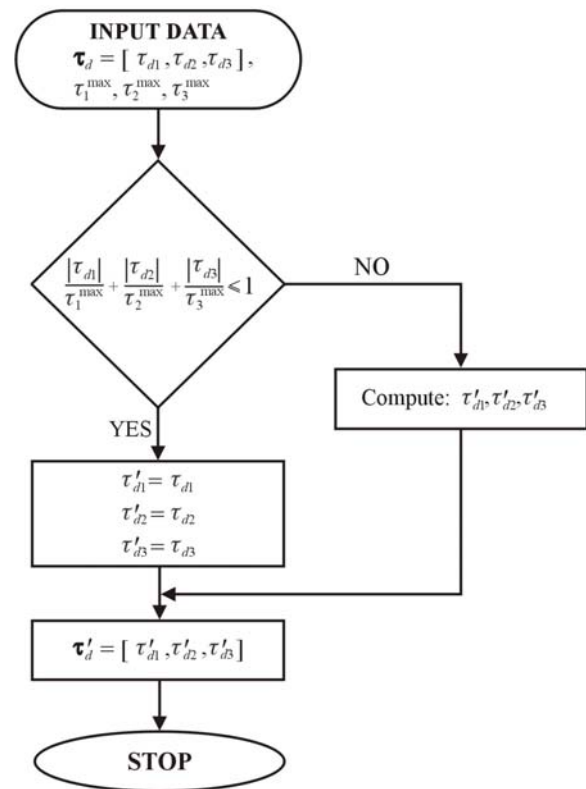 INPUT DATA
𝛕_d = [ τ_d1 , τ_d2 , τ_d3 ] ,
τ_1^max , τ_2^max , τ_3^max
|τ_d1|/τ_1^max + |τ_d2|/τ_2^max + |τ_d3|/τ_3^max ⩽ 1
NO
Compute: τ′_d1, τ′_d2, τ′_d3
YES
τ′_d1 = τ_d1
τ′_d2 = τ_d2
τ′_d3 = τ_d3
𝛕′_d = [ τ′_d1 , τ′_d2 , τ′_d3 ]
STOP